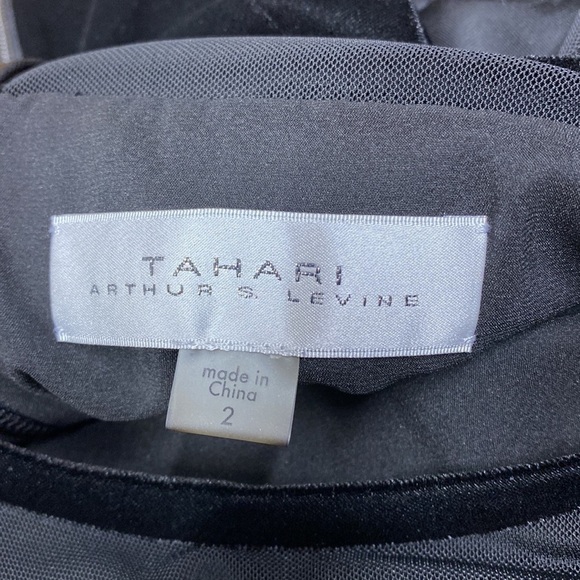 TAHARI
ARTHUR S. LEVINE
made in
China
2